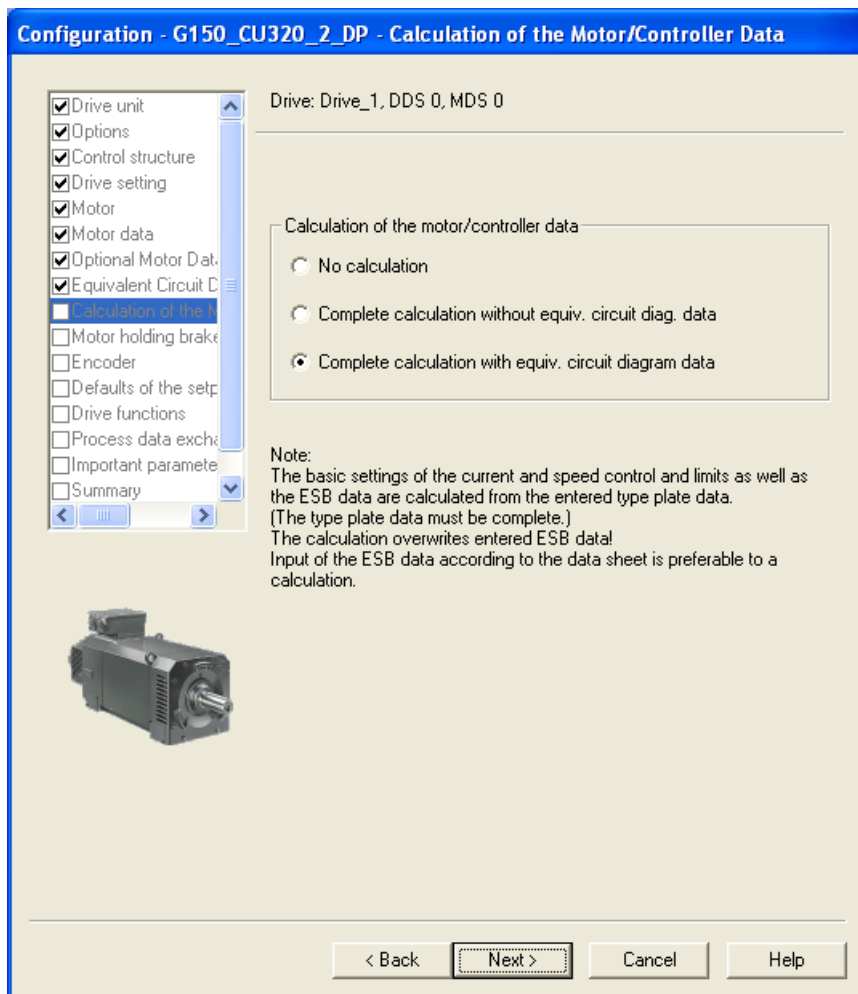 Configuration - G150_CU320_2_DP - Calculation of the Motor/Controller Data
Drive unit
Options
Control structure
Drive setting
Motor
Motor data
Optional Motor Dat
Equivalent Circuit D
Calculation of the M
Motor holding brake
Encoder
Defaults of the setp
Drive functions
Process data excha
Important paramete
Summary
Drive: Drive_1, DDS 0, MDS 0
Calculation of the motor/controller data
No calculation
Complete calculation without equiv. circuit diag. data
Complete calculation with equiv. circuit diagram data
Note:
The basic settings of the current and speed control and limits as well as
the ESB data are calculated from the entered type plate data.
(The type plate data must be complete.)
The calculation overwrites entered ESB data!
Input of the ESB data according to the data sheet is preferable to a
calculation.
< Back
Next >
Cancel
Help